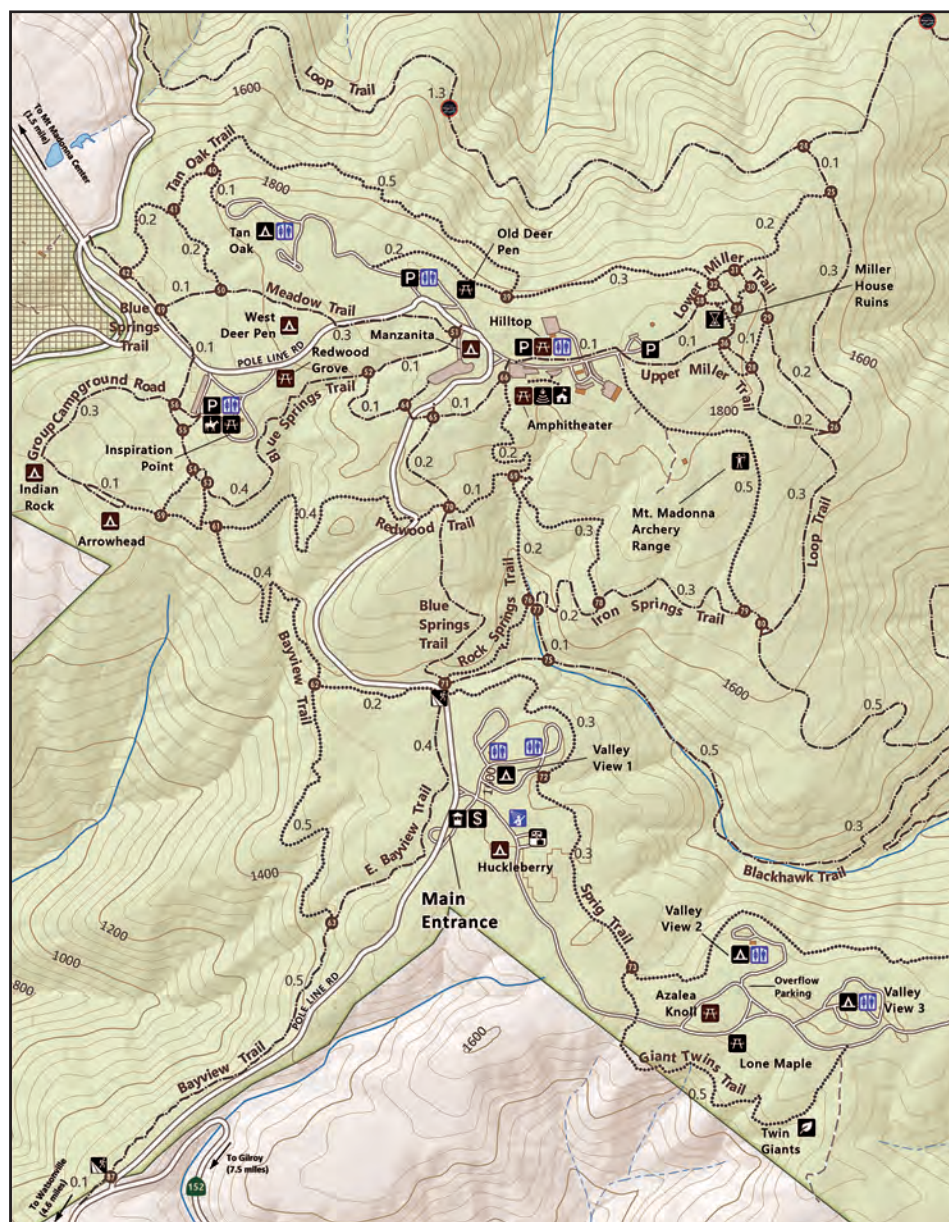 Loop Trail
1600
1.3
To Mt Madonna Center
(1.5 mile)
Tan Oak Trail
0.1
1800
0.5
0.2
0.2
Tan
Oak
0.2
Old Deer
Pen
0.1
0.1
0.2
0.3
0.3
Lower Miller Trail
Miller
House
Ruins
Blue
Springs
Trail
0.1
Meadow Trail
West
Deer Pen
0.3
Manzanita
Hilltop
P
P
P
0.1
0.1
0.1
0.2
1600
0.1
POLE LINE RD
Redwood
Grove
Blue Springs Trail
0.1
0.1
Upper Miller Trail
1800
0.2
Group Campground Road
0.3
P
Inspiration
Point
Amphitheater
0.2
0.2
0.1
0.4
0.4
Indian
Rock
0.1
Arrowhead
Redwood Trail
0.2
0.3
Mt. Madonna
Archery
Range
0.5
0.3
Loop Trail
0.4
Bayview Trail
Blue
Springs
Trail
Rock Springs Trail
0.2
0.3
Iron Springs Trail
0.1
1600
0.5
0.2
0.4
0.3
Valley
View 1
1600
0.5
0.5
E. Bayview Trail
S
Huckleberry
0.3
0.3
Blackhawk Trail
1400
Main
Entrance
Sprig Trail
Valley
View 2
1200
1000
800
0.5
POLE LINE RD
Overflow
Parking
Azalea
Knoll
Valley
View 3
1600
Lone Maple
Bayview Trail
Giant Twins Trail
0.5
Twin
Giants
To Gilroy
(7.5 miles)
152
0.1
To Watsonville
(4.6 miles)